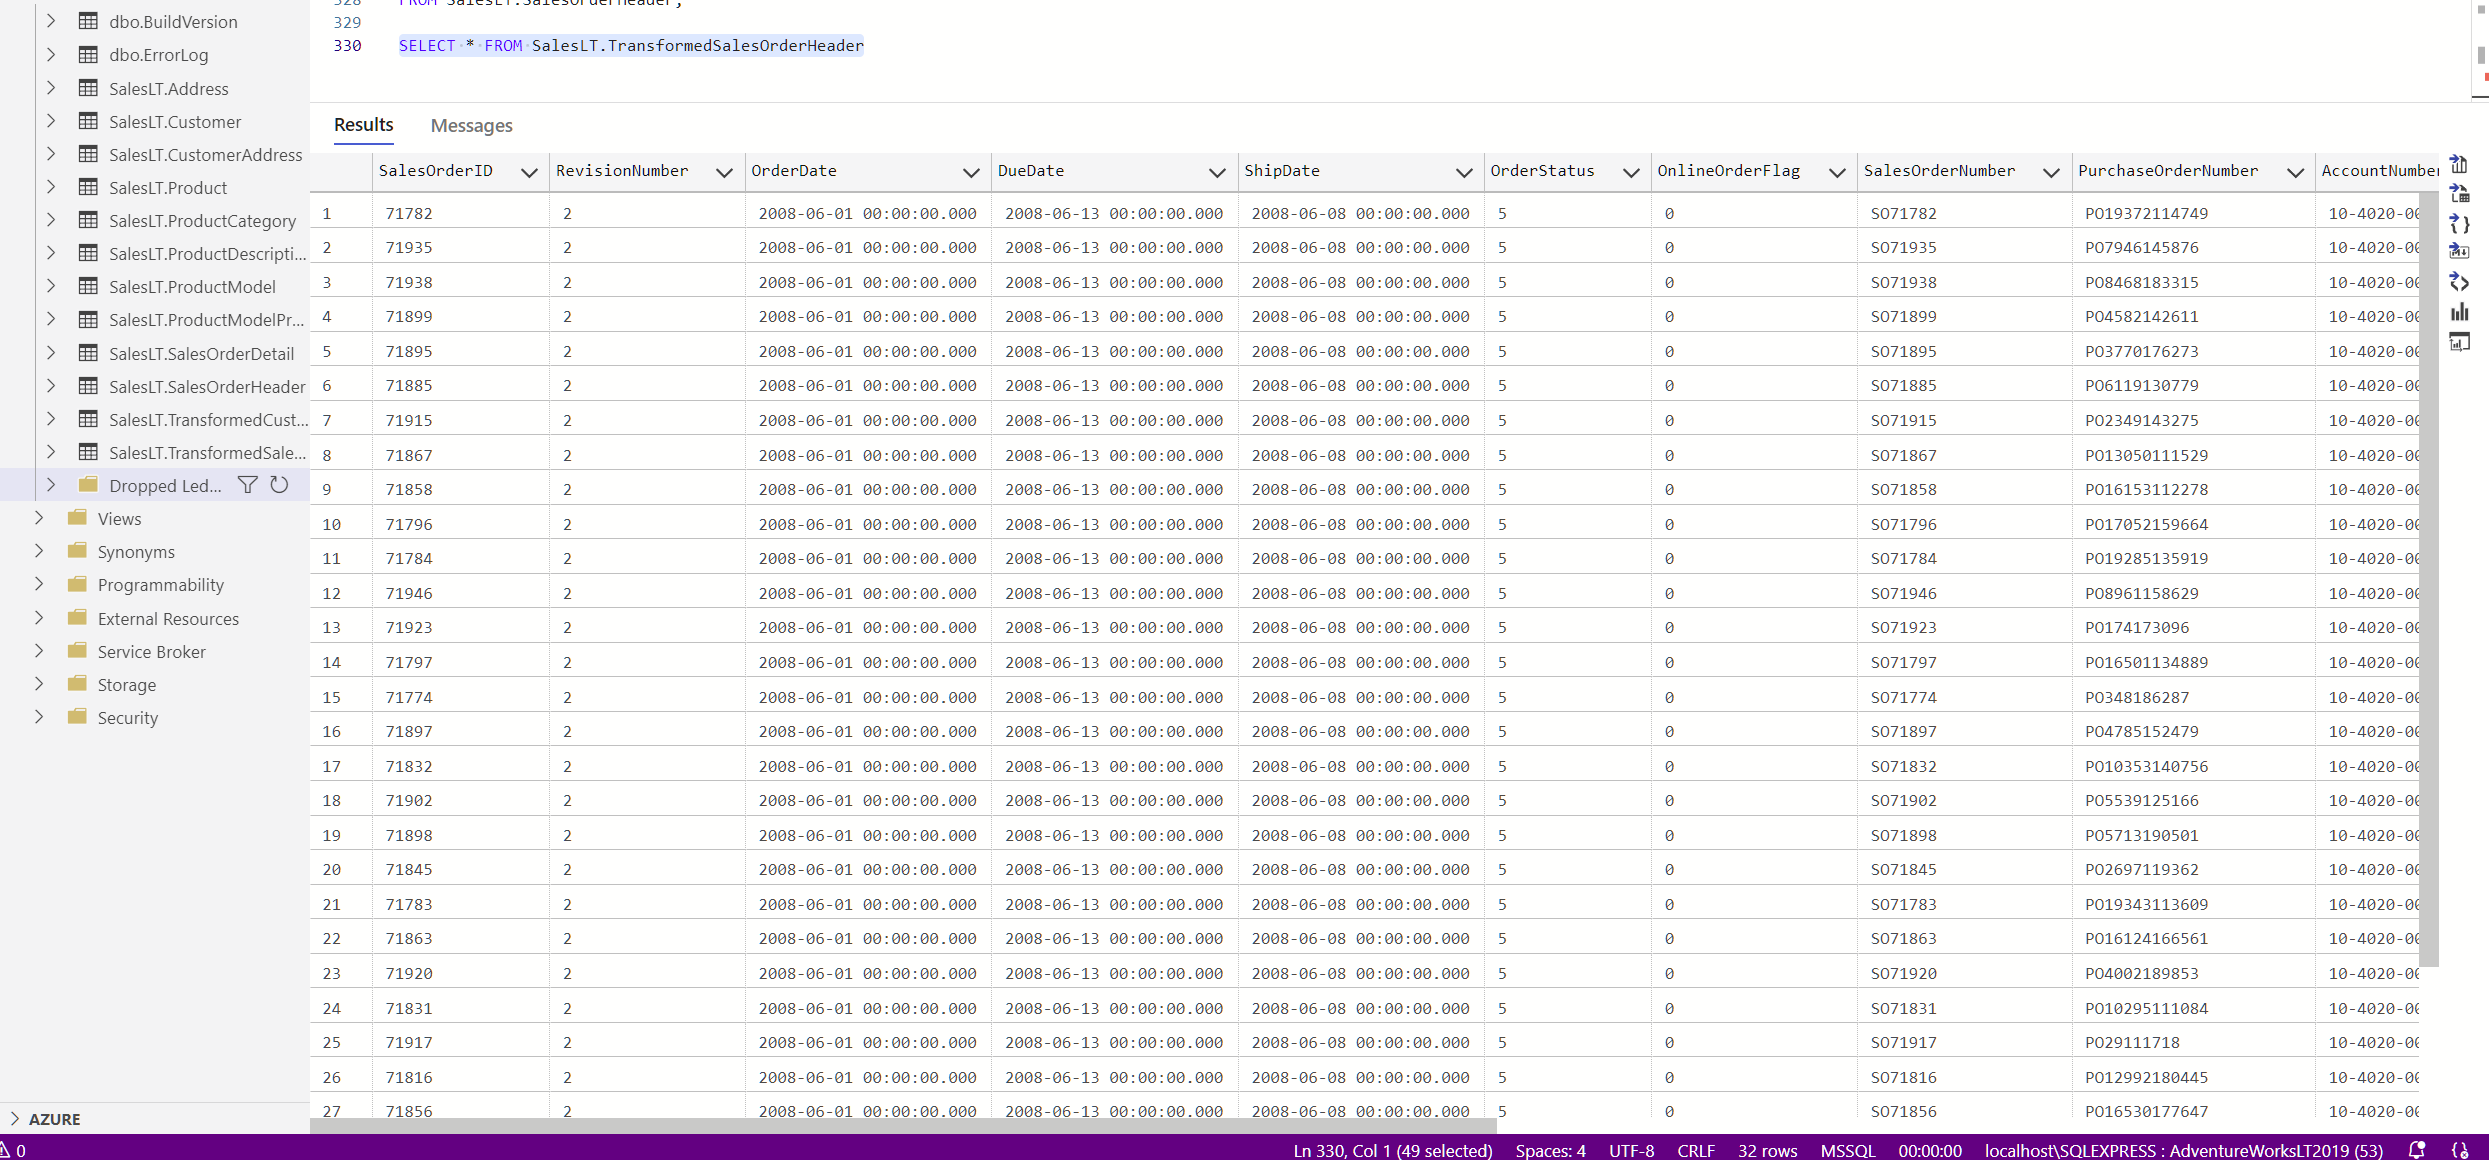 dbo.BuildVersion
dbo.ErrorLog
SalesLT.Address
SalesLT.Customer
SalesLT.CustomerAddress
SalesLT.Product
SalesLT.ProductCategory
SalesLT.ProductDescripti...
SalesLT.ProductModel
SalesLT.ProductModelPr...
SalesLT.SalesOrderDetail
SalesLT.SalesOrderHeader
SalesLT.TransformedCust...
SalesLT.TransformedSale...
Dropped Led...
Views
Synonyms
Programmability
External Resources
Service Broker
Storage
Security
AZURE
328 FROM SalesLT.SalesOrderHeader;
329
330 SELECT * FROM SalesLT.TransformedSalesOrderHeader
Results Messages
SalesOrderID RevisionNumber OrderDate DueDate ShipDate OrderStatus OnlineOrderFlag SalesOrderNumber PurchaseOrderNumber AccountNumber
1 71782 2 2008-06-01 00:00:00.000 2008-06-13 00:00:00.000 2008-06-08 00:00:00.000 5 0 SO71782 PO19372114749 10-4020-00
2 71935 2 2008-06-01 00:00:00.000 2008-06-13 00:00:00.000 2008-06-08 00:00:00.000 5 0 SO71935 PO7946145876 10-4020-00
3 71938 2 2008-06-01 00:00:00.000 2008-06-13 00:00:00.000 2008-06-08 00:00:00.000 5 0 SO71938 PO8468183315 10-4020-00
4 71899 2 2008-06-01 00:00:00.000 2008-06-13 00:00:00.000 2008-06-08 00:00:00.000 5 0 SO71899 PO4582142611 10-4020-00
5 71895 2 2008-06-01 00:00:00.000 2008-06-13 00:00:00.000 2008-06-08 00:00:00.000 5 0 SO71895 PO3770176273 10-4020-00
6 71885 2 2008-06-01 00:00:00.000 2008-06-13 00:00:00.000 2008-06-08 00:00:00.000 5 0 SO71885 PO6119130779 10-4020-00
7 71915 2 2008-06-01 00:00:00.000 2008-06-13 00:00:00.000 2008-06-08 00:00:00.000 5 0 SO71915 PO2349143275 10-4020-00
8 71867 2 2008-06-01 00:00:00.000 2008-06-13 00:00:00.000 2008-06-08 00:00:00.000 5 0 SO71867 PO13050111529 10-4020-00
9 71858 2 2008-06-01 00:00:00.000 2008-06-13 00:00:00.000 2008-06-08 00:00:00.000 5 0 SO71858 PO16153112278 10-4020-00
10 71796 2 2008-06-01 00:00:00.000 2008-06-13 00:00:00.000 2008-06-08 00:00:00.000 5 0 SO71796 PO17052159664 10-4020-00
11 71784 2 2008-06-01 00:00:00.000 2008-06-13 00:00:00.000 2008-06-08 00:00:00.000 5 0 SO71784 PO19285135919 10-4020-00
12 71946 2 2008-06-01 00:00:00.000 2008-06-13 00:00:00.000 2008-06-08 00:00:00.000 5 0 SO71946 PO8961158629 10-4020-00
13 71923 2 2008-06-01 00:00:00.000 2008-06-13 00:00:00.000 2008-06-08 00:00:00.000 5 0 SO71923 PO174173096 10-4020-00
14 71797 2 2008-06-01 00:00:00.000 2008-06-13 00:00:00.000 2008-06-08 00:00:00.000 5 0 SO71797 PO16501134889 10-4020-00
15 71774 2 2008-06-01 00:00:00.000 2008-06-13 00:00:00.000 2008-06-08 00:00:00.000 5 0 SO71774 PO348186287 10-4020-00
16 71897 2 2008-06-01 00:00:00.000 2008-06-13 00:00:00.000 2008-06-08 00:00:00.000 5 0 SO71897 PO4785152479 10-4020-00
17 71832 2 2008-06-01 00:00:00.000 2008-06-13 00:00:00.000 2008-06-08 00:00:00.000 5 0 SO71832 PO10353140756 10-4020-00
18 71902 2 2008-06-01 00:00:00.000 2008-06-13 00:00:00.000 2008-06-08 00:00:00.000 5 0 SO71902 PO5539125166 10-4020-00
19 71898 2 2008-06-01 00:00:00.000 2008-06-13 00:00:00.000 2008-06-08 00:00:00.000 5 0 SO71898 PO5713190501 10-4020-00
20 71845 2 2008-06-01 00:00:00.000 2008-06-13 00:00:00.000 2008-06-08 00:00:00.000 5 0 SO71845 PO2697119362 10-4020-00
21 71783 2 2008-06-01 00:00:00.000 2008-06-13 00:00:00.000 2008-06-08 00:00:00.000 5 0 SO71783 PO19343113609 10-4020-00
22 71863 2 2008-06-01 00:00:00.000 2008-06-13 00:00:00.000 2008-06-08 00:00:00.000 5 0 SO71863 PO16124166561 10-4020-00
23 71920 2 2008-06-01 00:00:00.000 2008-06-13 00:00:00.000 2008-06-08 00:00:00.000 5 0 SO71920 PO4002189853 10-4020-00
24 71831 2 2008-06-01 00:00:00.000 2008-06-13 00:00:00.000 2008-06-08 00:00:00.000 5 0 SO71831 PO10295111084 10-4020-00
25 71917 2 2008-06-01 00:00:00.000 2008-06-13 00:00:00.000 2008-06-08 00:00:00.000 5 0 SO71917 PO29111718 10-4020-00
26 71816 2 2008-06-01 00:00:00.000 2008-06-13 00:00:00.000 2008-06-08 00:00:00.000 5 0 SO71816 PO12992180445 10-4020-00
27 71856 2 2008-06-01 00:00:00.000 2008-06-13 00:00:00.000 2008-06-08 00:00:00.000 5 0 SO71856 PO16530177647 10-4020-00
0 Ln 330, Col 1 (49 selected) Spaces: 4 UTF-8 CRLF 32 rows MSSQL 00:00:00 localhost\SQLEXPRESS : AdventureWorksLT2019 (53)